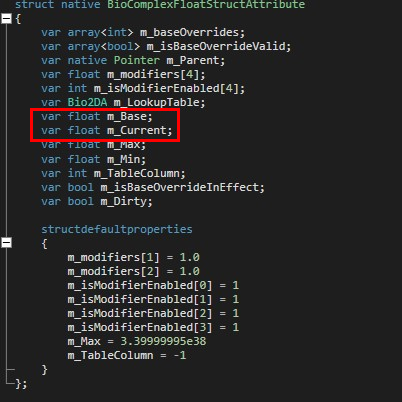 struct native BioComplexFloatStructAttribute
{
var array<int> m_baseOverrides;
var array<bool> m_isBaseOverrideValid;
var native Pointer m_Parent;
var float m_modifiers[4];
var int m_isModifierEnabled[4];
var Bio2DA m_LookupTable;
var float m_Base;
var float m_Current;
var float m_Max;
var float m_Min;
var int m_TableColumn;
var bool m_isBaseOverrideInEffect;
var bool m_Dirty;
structdefaultproperties
{
m_modifiers[1] = 1.0
m_modifiers[2] = 1.0
m_isModifierEnabled[0] = 1
m_isModifierEnabled[1] = 1
m_isModifierEnabled[2] = 1
m_isModifierEnabled[3] = 1
m_Max = 3.39999995e38
m_TableColumn = -1
}
};